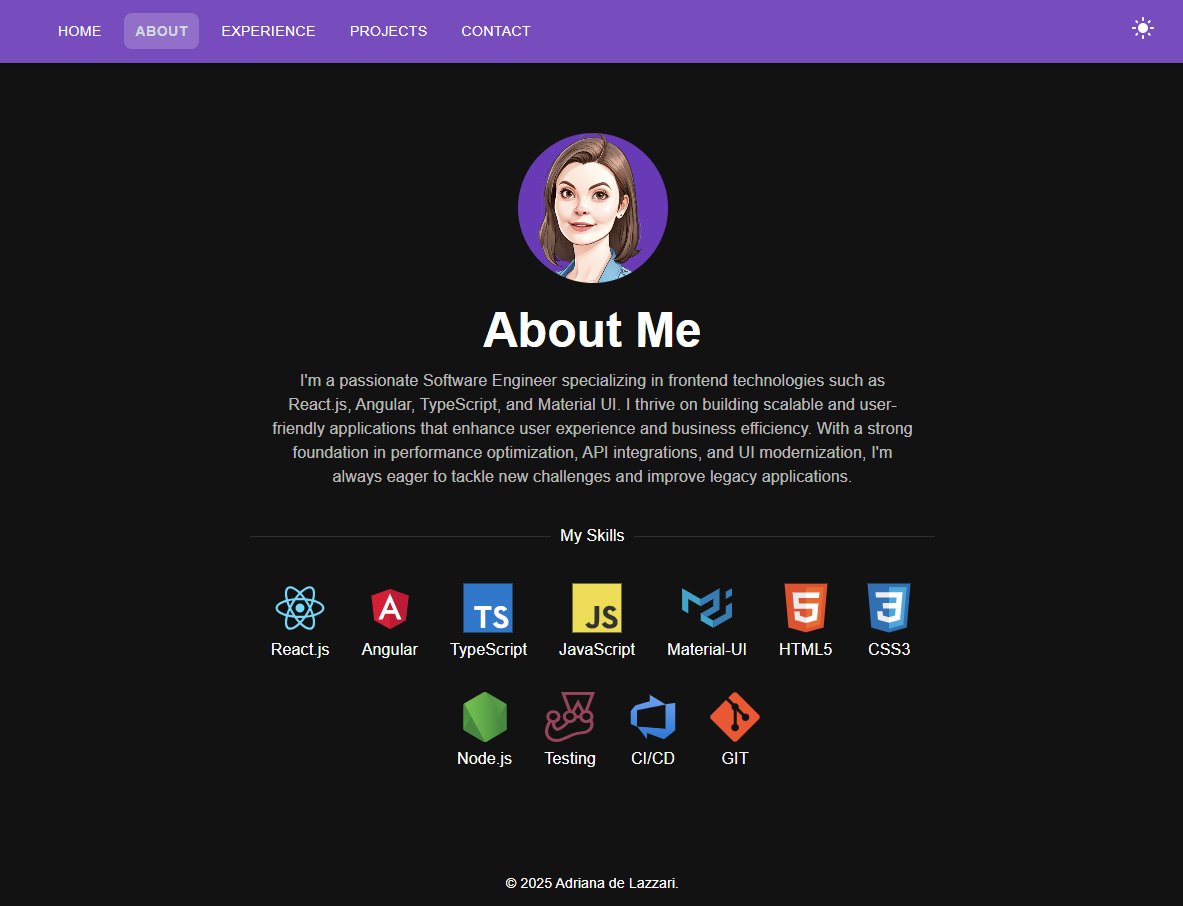 HOME ABOUT EXPERIENCE PROJECTS CONTACT
About Me
I'm a passionate Software Engineer specializing in frontend technologies such as
React.js, Angular, TypeScript, and Material UI. I thrive on building scalable and user-
friendly applications that enhance user experience and business efficiency. With a strong
foundation in performance optimization, API integrations, and UI modernization, I'm
always eager to tackle new challenges and improve legacy applications.
My Skills
A TS JS 5 3
React.js Angular TypeScript JavaScript Material-UI HTML5 CSS3
Node.js Testing CI/CD GIT
© 2025 Adriana de Lazzari.